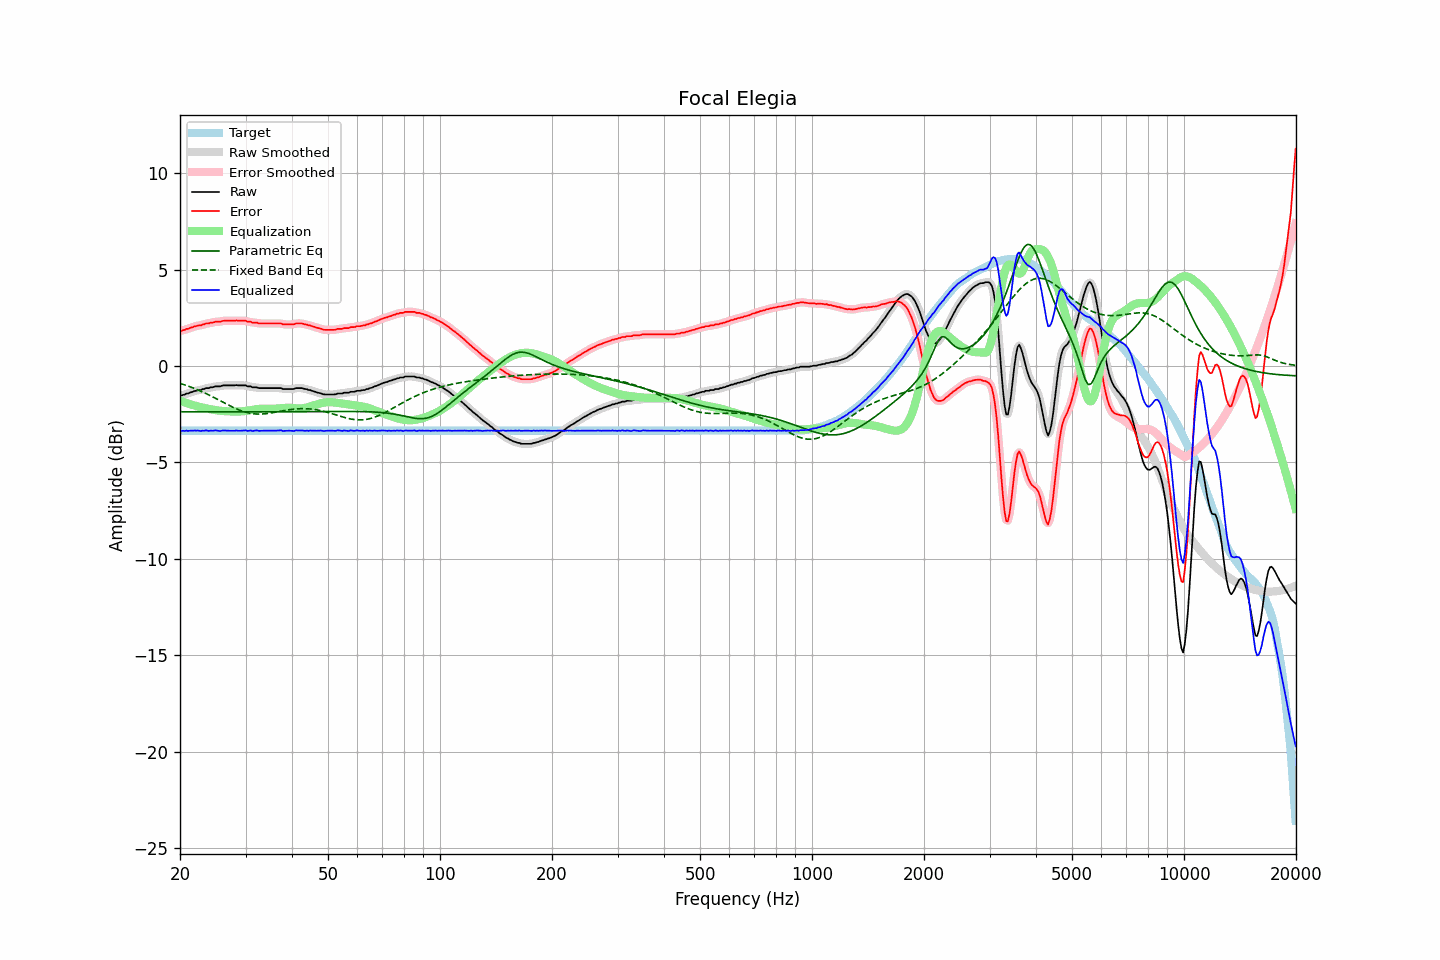 Focal Elegia
Target
Raw Smoothed
Error Smoothed
Raw
Error
Equalization
Parametric Eq
Fixed Band Eq
Equalized
10
5
0
−5
−10
−15
−20
−25
Amplitude (dBr)
20 50 100 200 500 1000 2000 5000 10000 20000
Frequency (Hz)